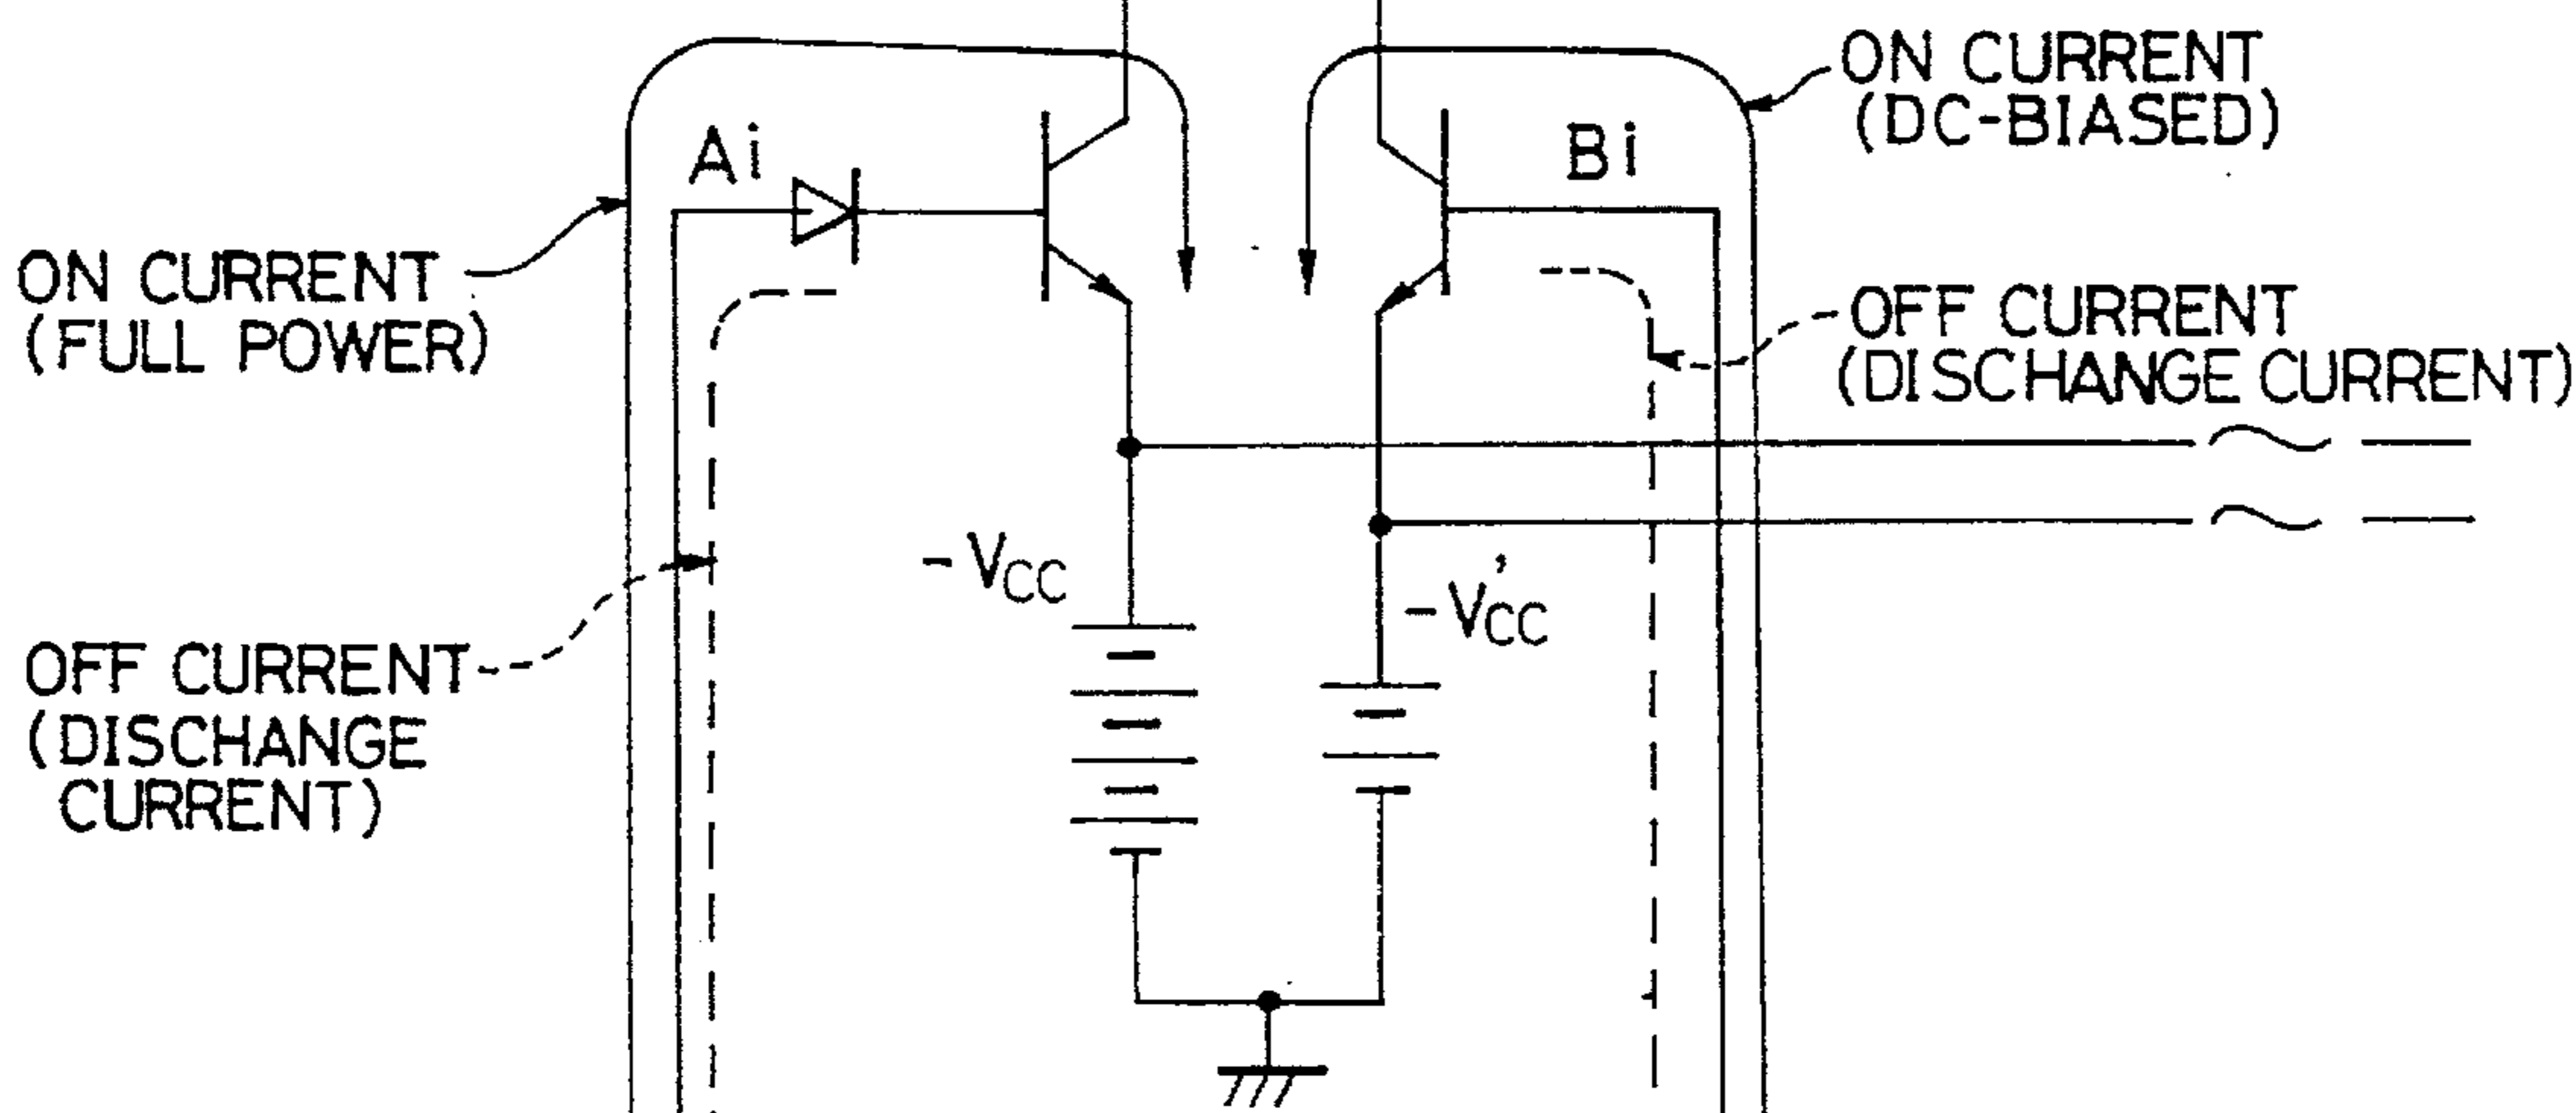 ON CURRENT
(DC-BIASED)
Ai
Bi
ON CURRENT
(FULL POWER)
OFF CURRENT
(DISCHANGE CURRENT)
-VCC
-V'CC
OFF CURRENT
(DISCHANGE
CURRENT)